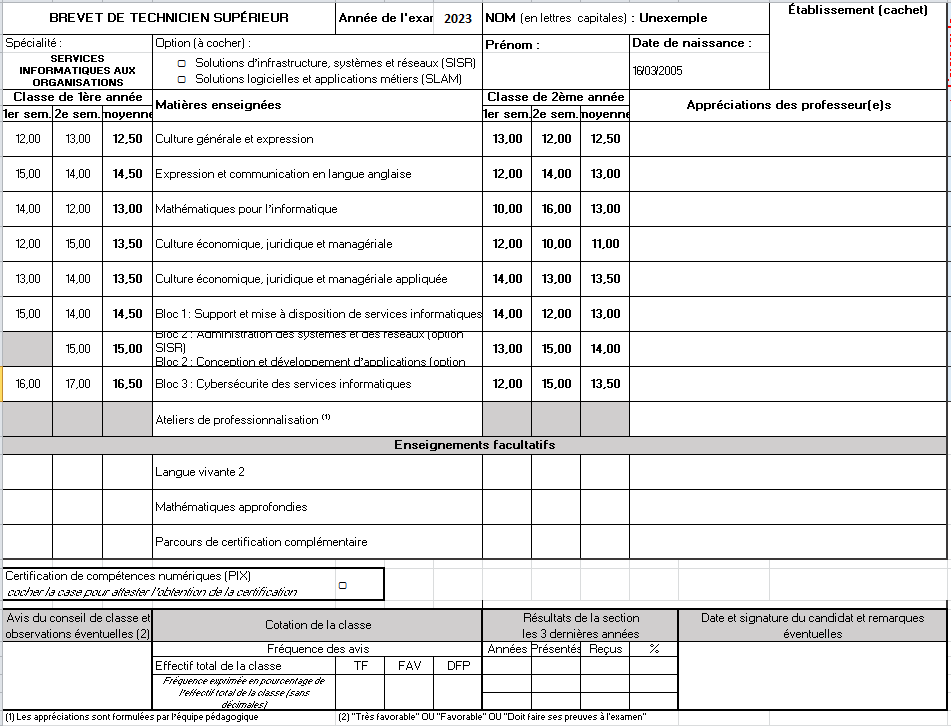 BREVET DE TECHNICIEN SUPÉRIEUR Année de l'exar 2023 NOM (en lettres capitales) : Unexemple Établissement (cachet)
Spécialité : Option (à cocher) : Prénom : Date de naissance :
SERVICES
INFORMATIQUES AUX
ORGANISATIONS
Solutions d'infrastructure, systèmes et réseaux (SISR)
Solutions logicielles et applications métiers (SLAM)
16/03/2005
Classe de 1ère année Matières enseignées Classe de 2ème année Appréciations des professeur(e)s
1er sem. 2e sem. moyenne 1er sem. 2e sem. moyenne
12,00 13,00 12,50 Culture générale et expression 13,00 12,00 12,50
15,00 14,00 14,50 Expression et communication en langue anglaise 12,00 14,00 13,00
14,00 12,00 13,00 Mathématiques pour l'informatique 10,00 16,00 13,00
12,00 15,00 13,50 Culture économique, juridique et managériale 12,00 10,00 11,00
13,00 14,00 13,50 Culture économique, juridique et managériale appliquée 14,00 13,00 13,50
15,00 14,00 14,50 Bloc 1 : Support et mise à disposition de services informatiques 14,00 12,00 13,00
Bloc 2 : Administration des systèmes et des réseaux (option
15,00 15,00 SISR) 13,00 15,00 14,00
Bloc 2 : Conception et développement d'applications (option
16,00 17,00 16,50 Bloc 3 : Cybersécurite des services informatiques 12,00 15,00 13,50
Ateliers de professionnalisation (1)
Enseignements facultatifs
Langue vivante 2
Mathématiques approfondies
Parcours de certification complémentaire
Certification de compétences numériques (PIX)
cocher la case pour attester l'obtention de la certification
Avis du conseil de classe et
observations éventuelles (2)
Cotation de la classe
Résultats de la section
les 3 dernières années
Date et signature du candidat et remarques
éventuelles
Fréquence des avis Années Présentés Reçus %
Effectif total de la classe TF FAV DFP
Fréquence exprimée en pourcentage de
l'effectif total de la classe (sans
décimales)
(1) Les appréciations sont formulées par l'équipe pédagogique (2) "Très favorable" OU "Favorable" OU "Doit faire ses preuves à l'examen"